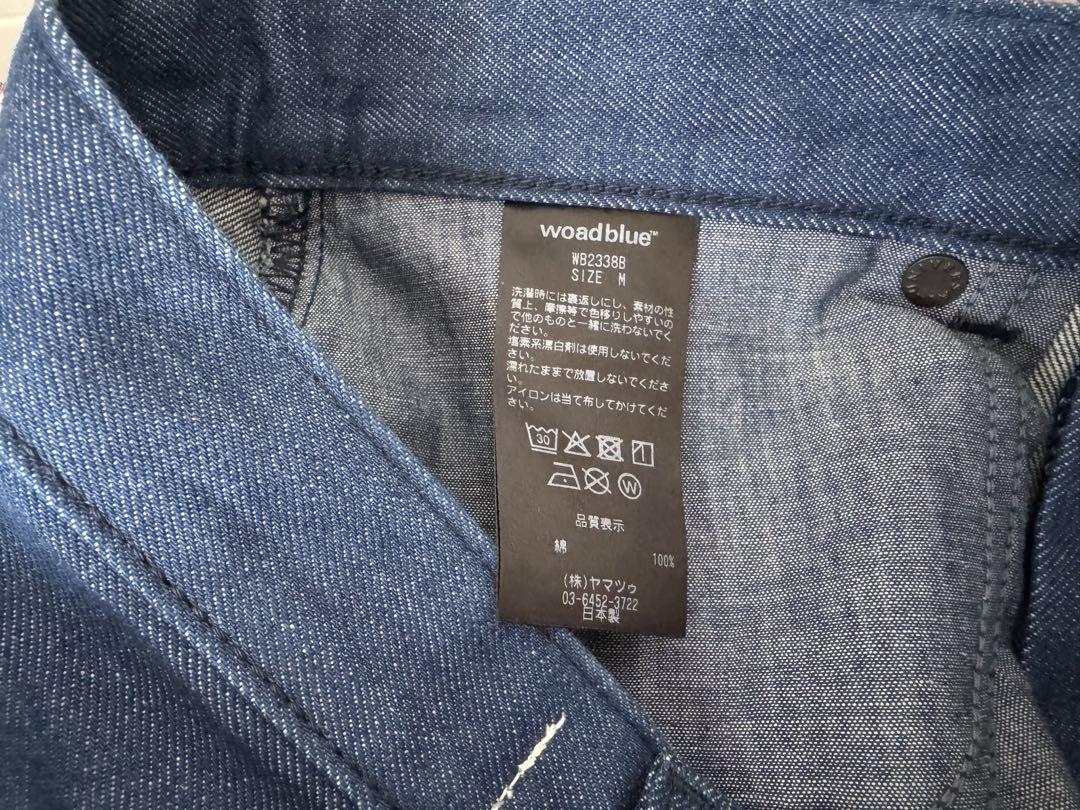 woadblue™
WB2338B
SIZE M
洗濯時には裏返しにし、素材の性
質上、摩擦等で色移りしやすいの
で他のものと一緒に洗わないでく
ださい。
塩素系漂白剤は使用しないでくだ
さい。
濡れたままで放置しないでくださ
い。
アイロンは当て布してかけてくだ
さい。
30
W
品質表示
綿 100%
(株)ヤマツゥ
03-6452-3722
日本製